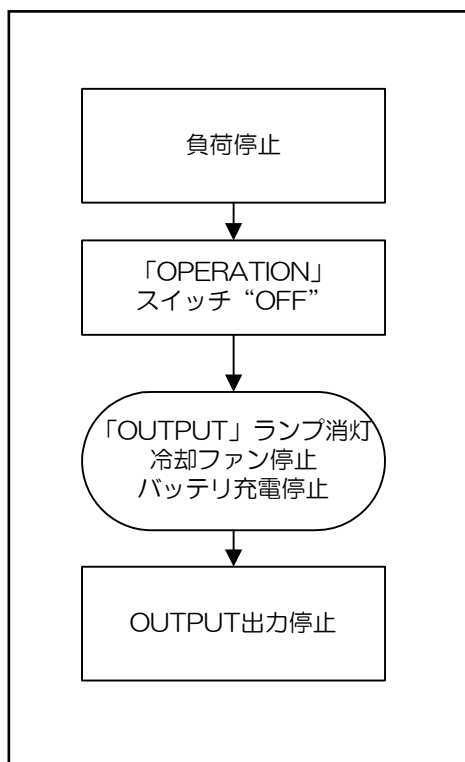 負荷停止
「OPERATION」
スイッチ“OFF”
「OUTPUT」ランプ消灯
冷却ファン停止
バッテリ充電停止
OUTPUT出力停止